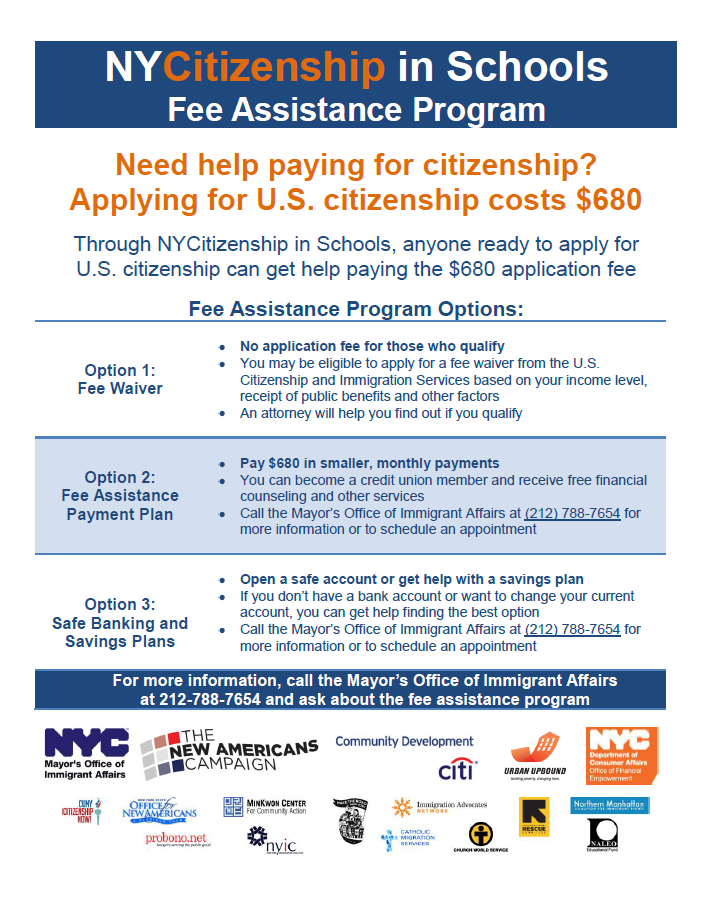 NYCitizenship in Schools
Fee Assistance Program
Need help paying for citizenship?
Applying for U.S. citizenship costs $680
Through NYCitizenship in Schools, anyone ready to apply for
U.S. citizenship can get help paying the $680 application fee
Fee Assistance Program Options:
Option 1:
Fee Waiver
• No application fee for those who qualify
• You may be eligible to apply for a fee waiver from the U.S.
Citizenship and Immigration Services based on your income level,
receipt of public benefits and other factors
• An attorney will help you find out if you qualify
Option 2:
Fee Assistance
Payment Plan
• Pay $680 in smaller, monthly payments
• You can become a credit union member and receive free financial
counseling and other services
• Call the Mayor's Office of Immigrant Affairs at (212) 788-7654 for
more information or to schedule an appointment
Option 3:
Safe Banking and
Savings Plans
• Open a safe account or get help with a savings plan
• If you don't have a bank account or want to change your current
account, you can get help finding the best option
• Call the Mayor's Office of Immigrant Affairs at (212) 788-7654 for
more information or to schedule an appointment
For more information, call the Mayor's Office of Immigrant Affairs
at 212-788-7654 and ask about the fee assistance program
NYC
Mayor's Office of
Immigrant Affairs
THE
NEW AMERICANS
CAMPAIGN
Community Development
citi
URBAN UPBOUND
NYC
Department of
Consumer Affairs
Office of Financial
Empowerment
CUNY
CITIZENSHIP
NOW!
OFFICE for
NEW AMERICANS
MINKWON CENTER
For Community Action
Immigration Advocates
NETWORK
RESCUE
Northern Manhattan
probono.net
nyic
CATHOLIC
MIGRATION
SERVICES
CHURCH WORLD SERVICE
NALEO
Educational Fund